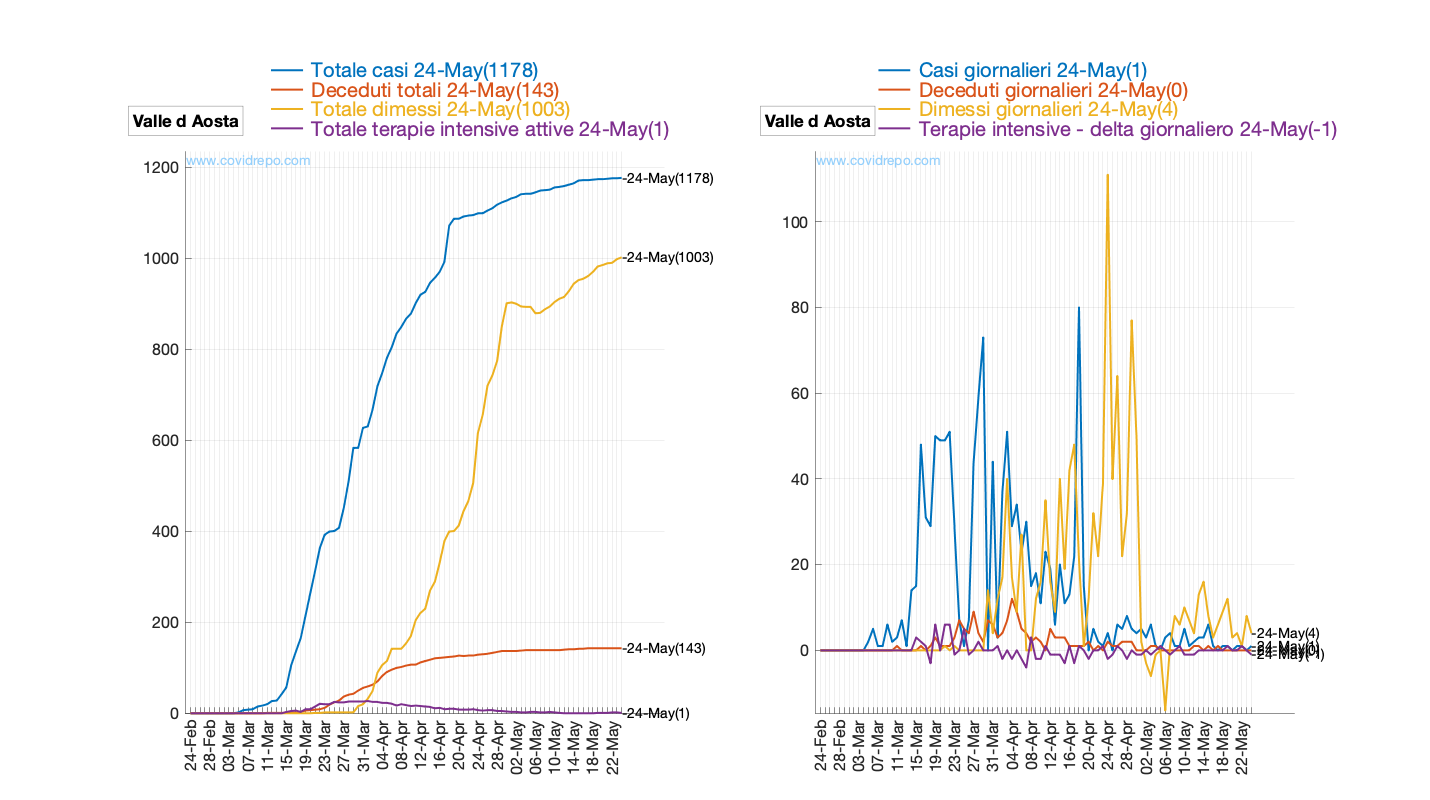 Totale casi 24-May(1178)
Deceduti totali 24-May(143)
Totale dimessi 24-May(1003)
Totale terapie intensive attive 24-May(1)
Valle d Aosta
www.covidrepo.com
1200
1000
800
600
400
200
0
-24-May(1178)
-24-May(1003)
-24-May(143)
-24-May(1)
24-Feb
28-Feb
03-Mar
07-Mar
11-Mar
15-Mar
19-Mar
23-Mar
27-Mar
31-Mar
04-Apr
08-Apr
12-Apr
16-Apr
20-Apr
24-Apr
28-Apr
02-May
06-May
10-May
14-May
18-May
22-May
Casi giornalieri 24-May(1)
Deceduti giornalieri 24-May(0)
Dimessi giornalieri 24-May(4)
Terapie intensive - delta giornaliero 24-May(-1)
Valle d Aosta
www.covidrepo.com
100
80
60
40
20
0
-24-May(4)
24-Feb
28-Feb
03-Mar
07-Mar
11-Mar
15-Mar
19-Mar
23-Mar
27-Mar
31-Mar
04-Apr
08-Apr
12-Apr
16-Apr
20-Apr
24-Apr
28-Apr
02-May
06-May
10-May
14-May
18-May
22-May